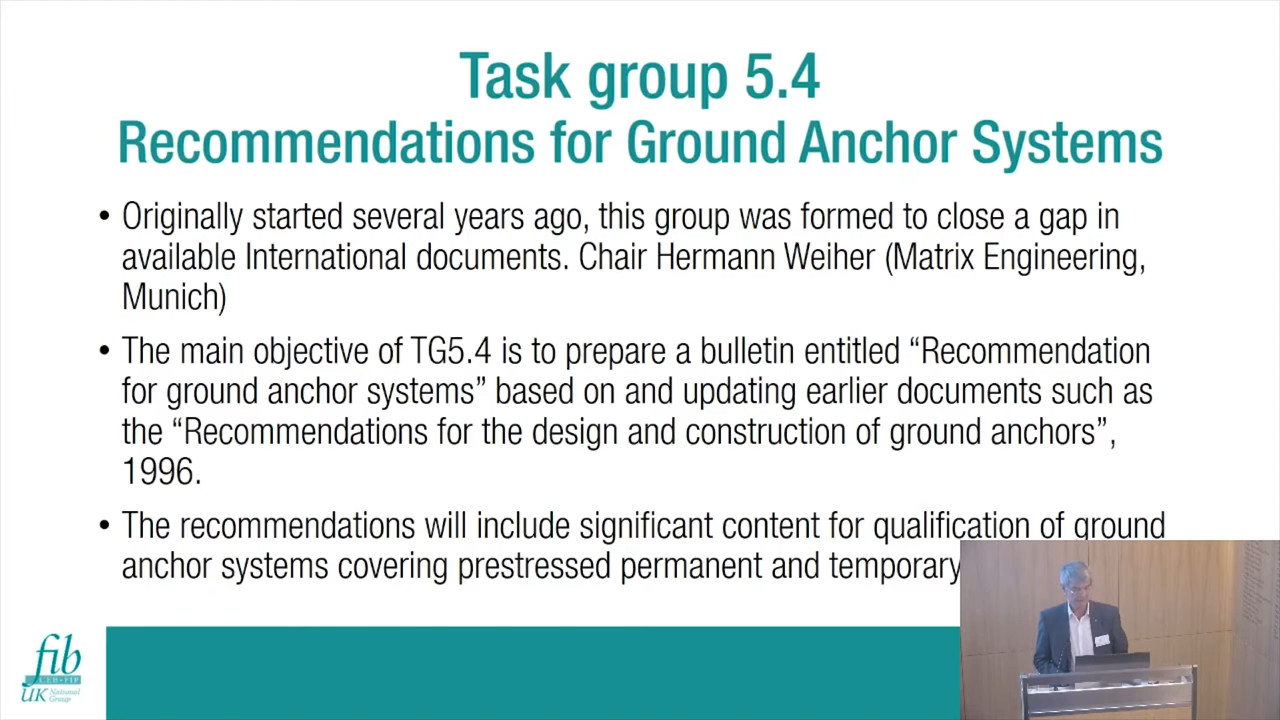 Task group 5.4
Recommendations for Ground Anchor Systems
• Originally started several years ago, this group was formed to close a gap in
available International documents. Chair Hermann Weiher (Matrix Engineering,
Munich)
• The main objective of TG5.4 is to prepare a bulletin entitled “Recommendation
for ground anchor systems” based on and updating earlier documents such as
the “Recommendations for the design and construction of ground anchors”,
1996.
• The recommendations will include significant content for qualification of ground
anchor systems covering prestressed permanent and temporary
fib
CEB-FIP
UK National
Group